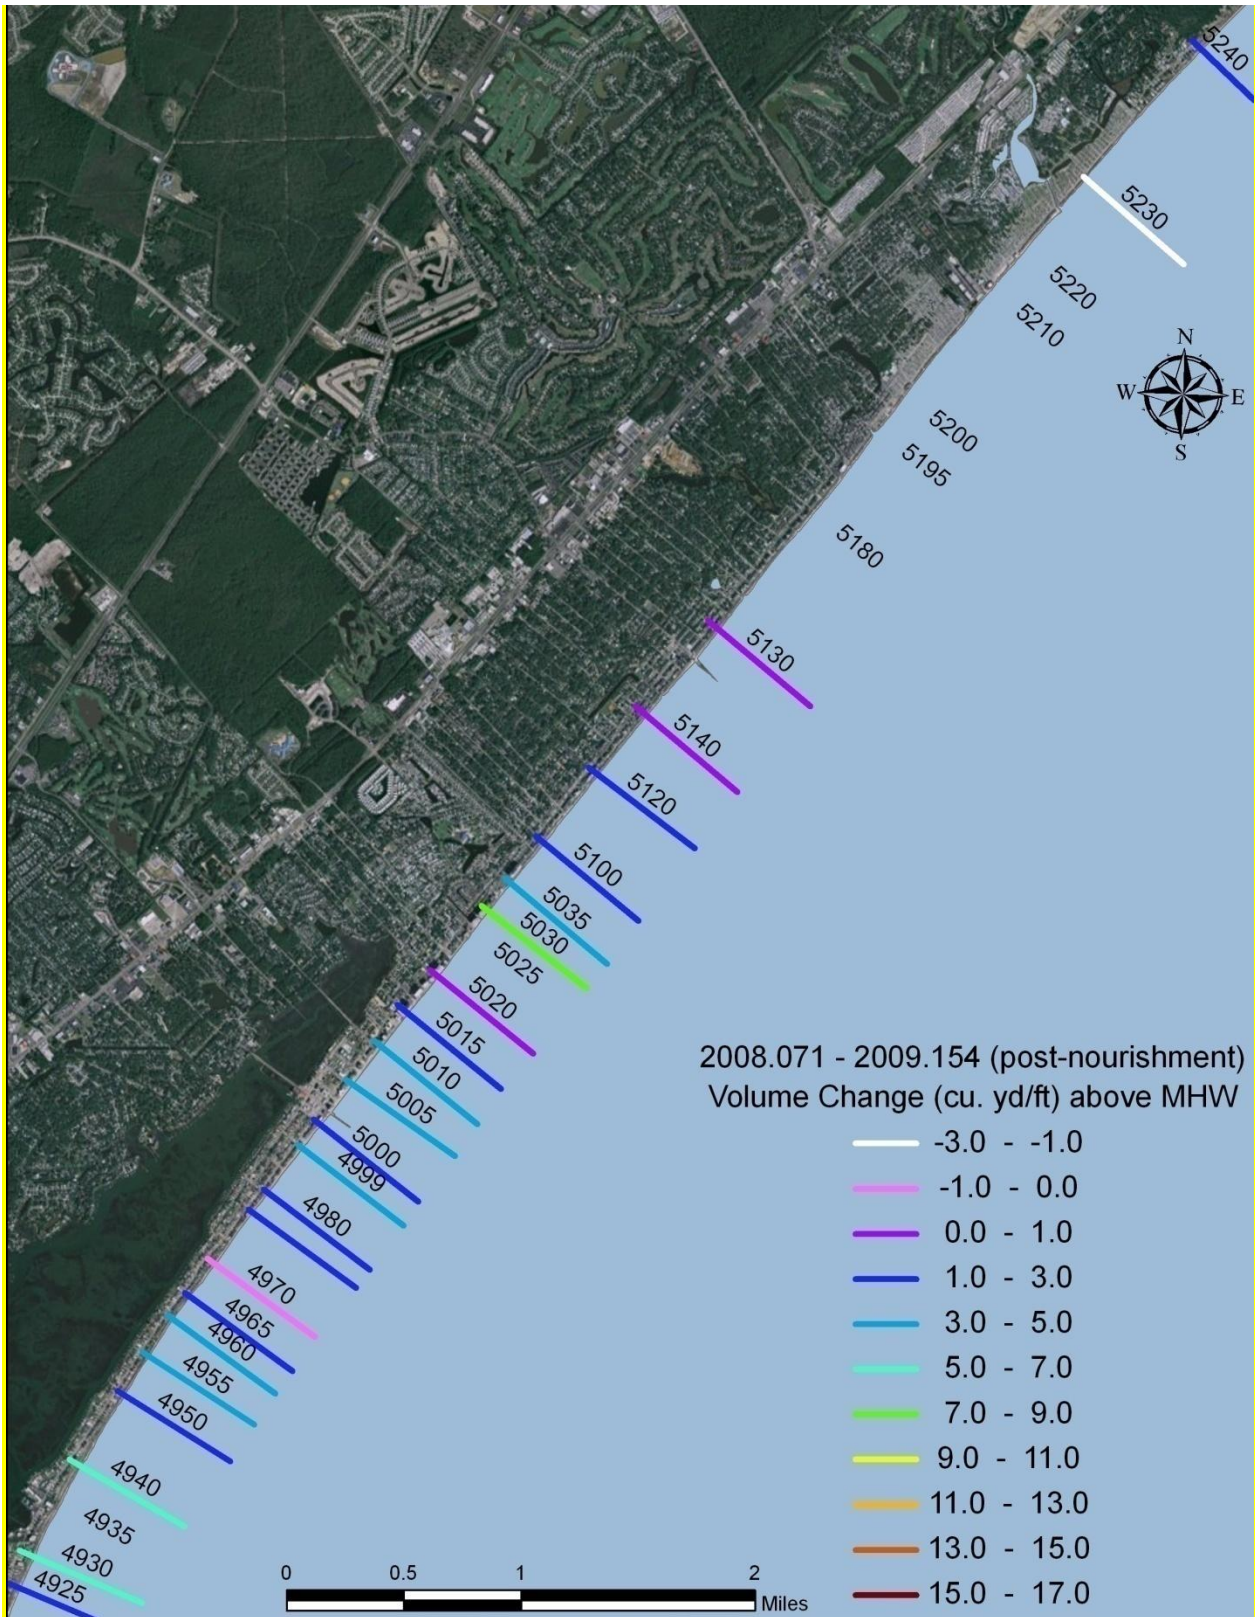 5240
5230
5220
5210
N
W E
S
5200
5195
5180
5130
5140
5120
5100
5035
5030
5025
5020
5015
5010
5005
5000
4999
4980
4970
4965
4960
4955
4950
4940
4935
4930
4925
2008.071 - 2009.154 (post-nourishment)
Volume Change (cu. yd/ft) above MHW
-3.0 - -1.0
-1.0 - 0.0
0.0 - 1.0
1.0 - 3.0
3.0 - 5.0
5.0 - 7.0
7.0 - 9.0
9.0 - 11.0
11.0 - 13.0
13.0 - 15.0
15.0 - 17.0
0 0.5 1 2
Miles